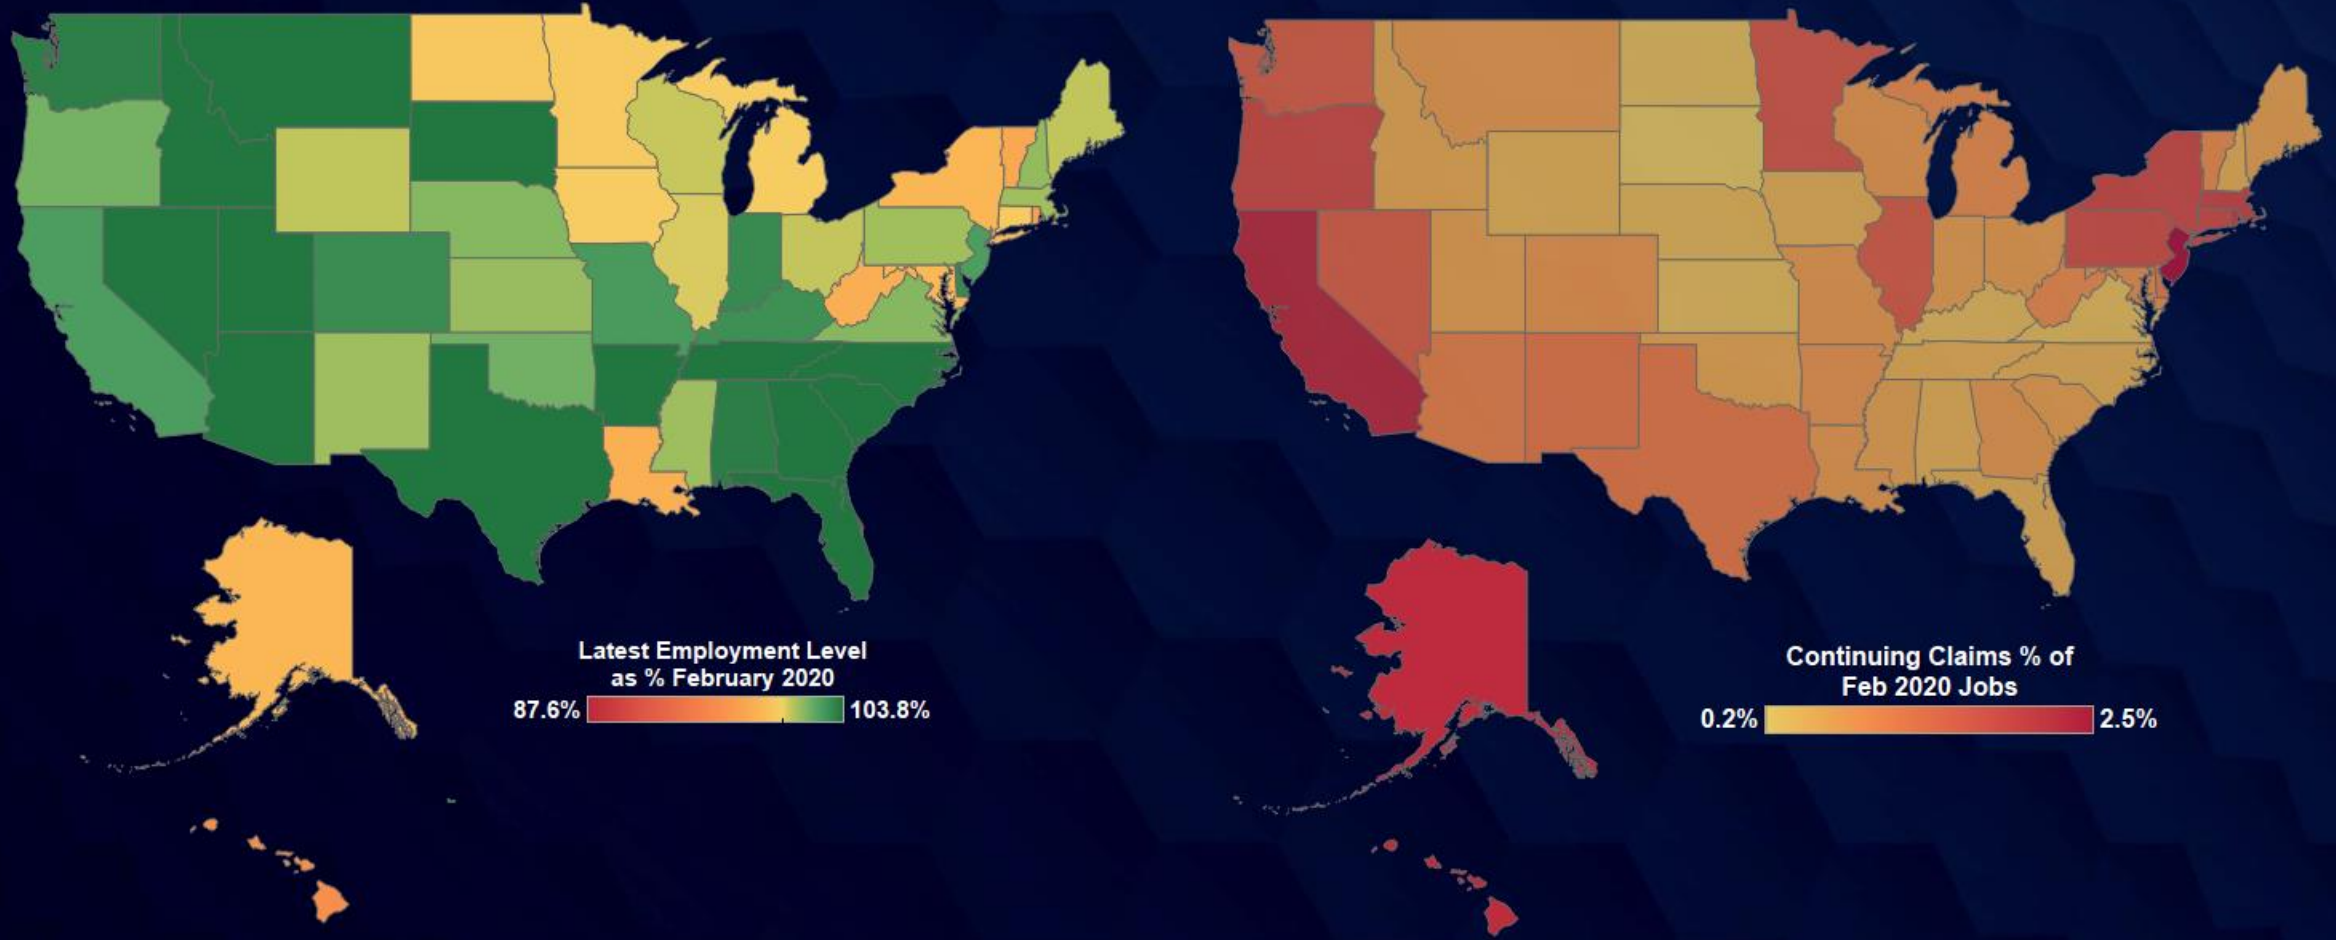 Latest Employment Level
as % February 2020
87.6% 103.8%
Continuing Claims % of
Feb 2020 Jobs
0.2% 2.5%